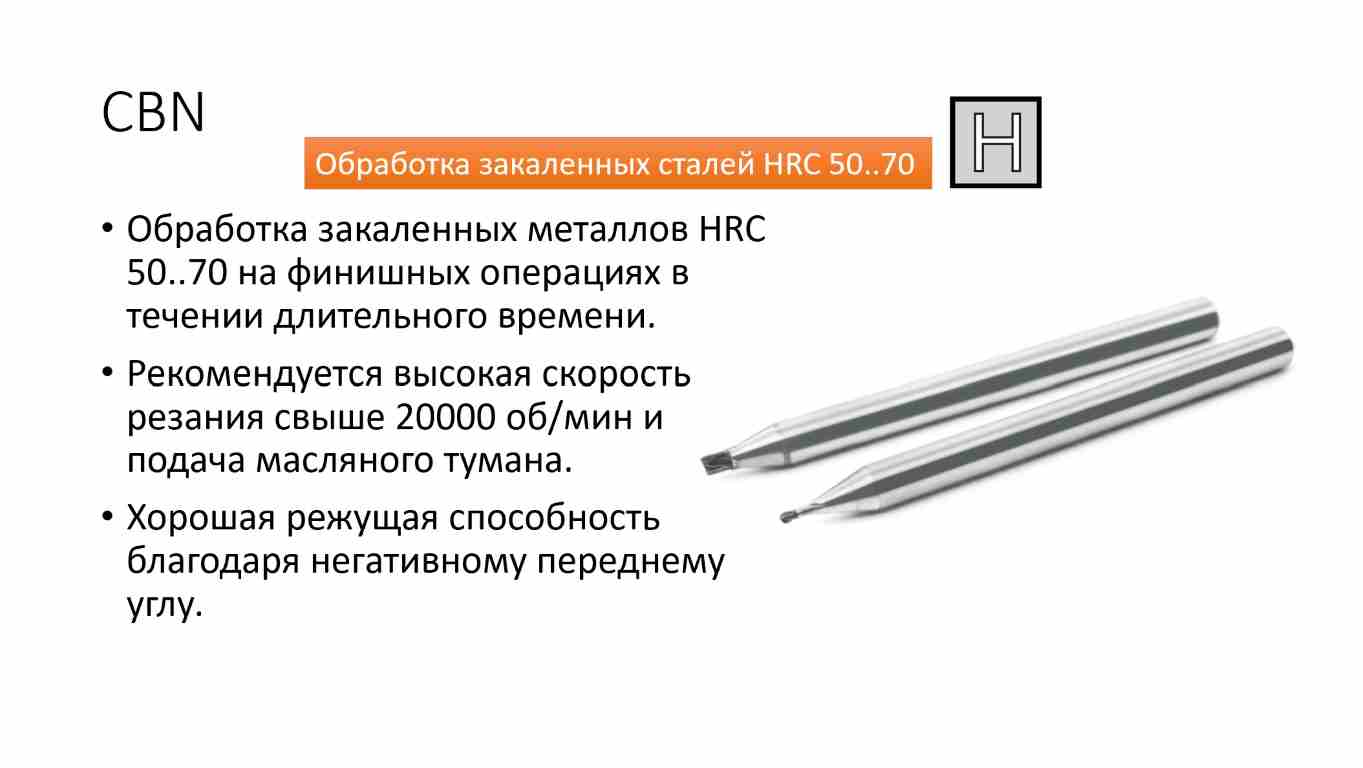 CBN
Обработка закаленных сталей HRC 50..70
H
• Обработка закаленных металлов HRC
50..70 на финишных операциях в
течении длительного времени.
• Рекомендуется высокая скорость
резания свыше 20000 об/мин и
подача масляного тумана.
• Хорошая режущая способность
благодаря негативному переднему
углу.